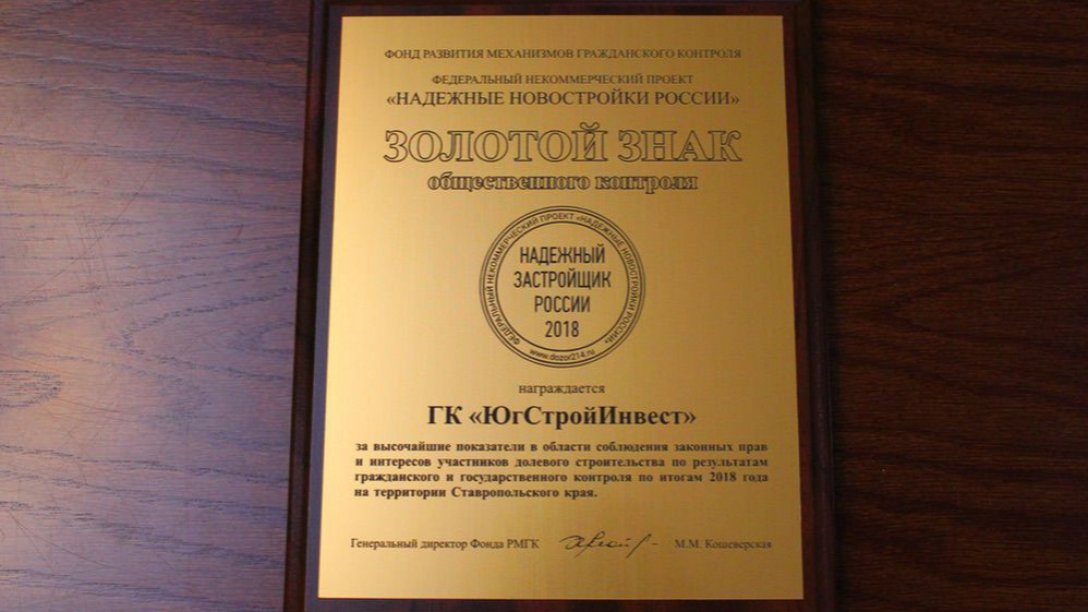 ФОНД РАЗВИТИЯ МЕХАНИЗМОВ ГРАЖДАНСКОГО КОНТРОЛЯ
ФЕДЕРАЛЬНЫЙ НЕКОММЕРЧЕСКИЙ ПРОЕКТ
«НАДЕЖНЫЕ НОВОСТРОЙКИ РОССИИ»
ЗОЛОТОЙ ЗНАК
общественного контроля
ФЕДЕРАЛЬНЫЙ НЕКОММЕРЧЕСКИЙ ПРОЕКТ «НАДЕЖНЫЕ НОВОСТРОЙКИ РОССИИ»
НАДЕЖНЫЙ
ЗАСТРОЙЩИК
РОССИИ
2018
www.dozor214.ru
награждается
ГК «ЮгСтройИнвест»
за высочайшие показатели в области соблюдения законных прав
и интересов участников долевого строительства по результатам
гражданского и государственного контроля по итогам 2018 года
на территории Ставропольского края.
Генеральный директор Фонда РМГК М.М. Кошеверская